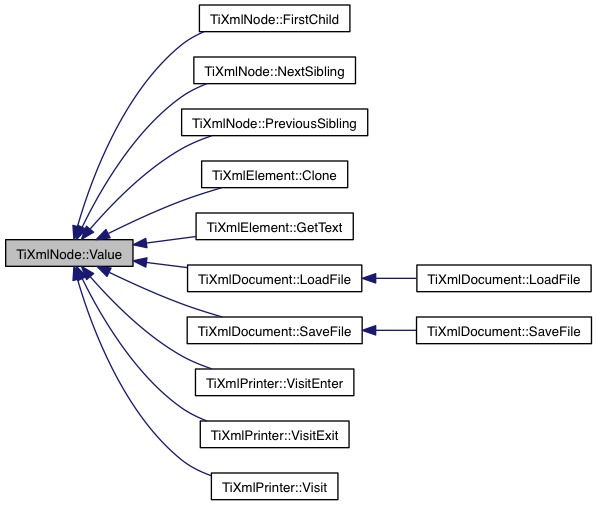 TiXmlNode::FirstChild
TiXmlNode::NextSibling
TiXmlNode::PreviousSibling
TiXmlElement::Clone
TiXmlElement::GetText
TiXmlNode::Value
TiXmlDocument::LoadFile
TiXmlDocument::LoadFile
TiXmlDocument::SaveFile
TiXmlDocument::SaveFile
TiXmlPrinter::VisitEnter
TiXmlPrinter::VisitExit
TiXmlPrinter::Visit